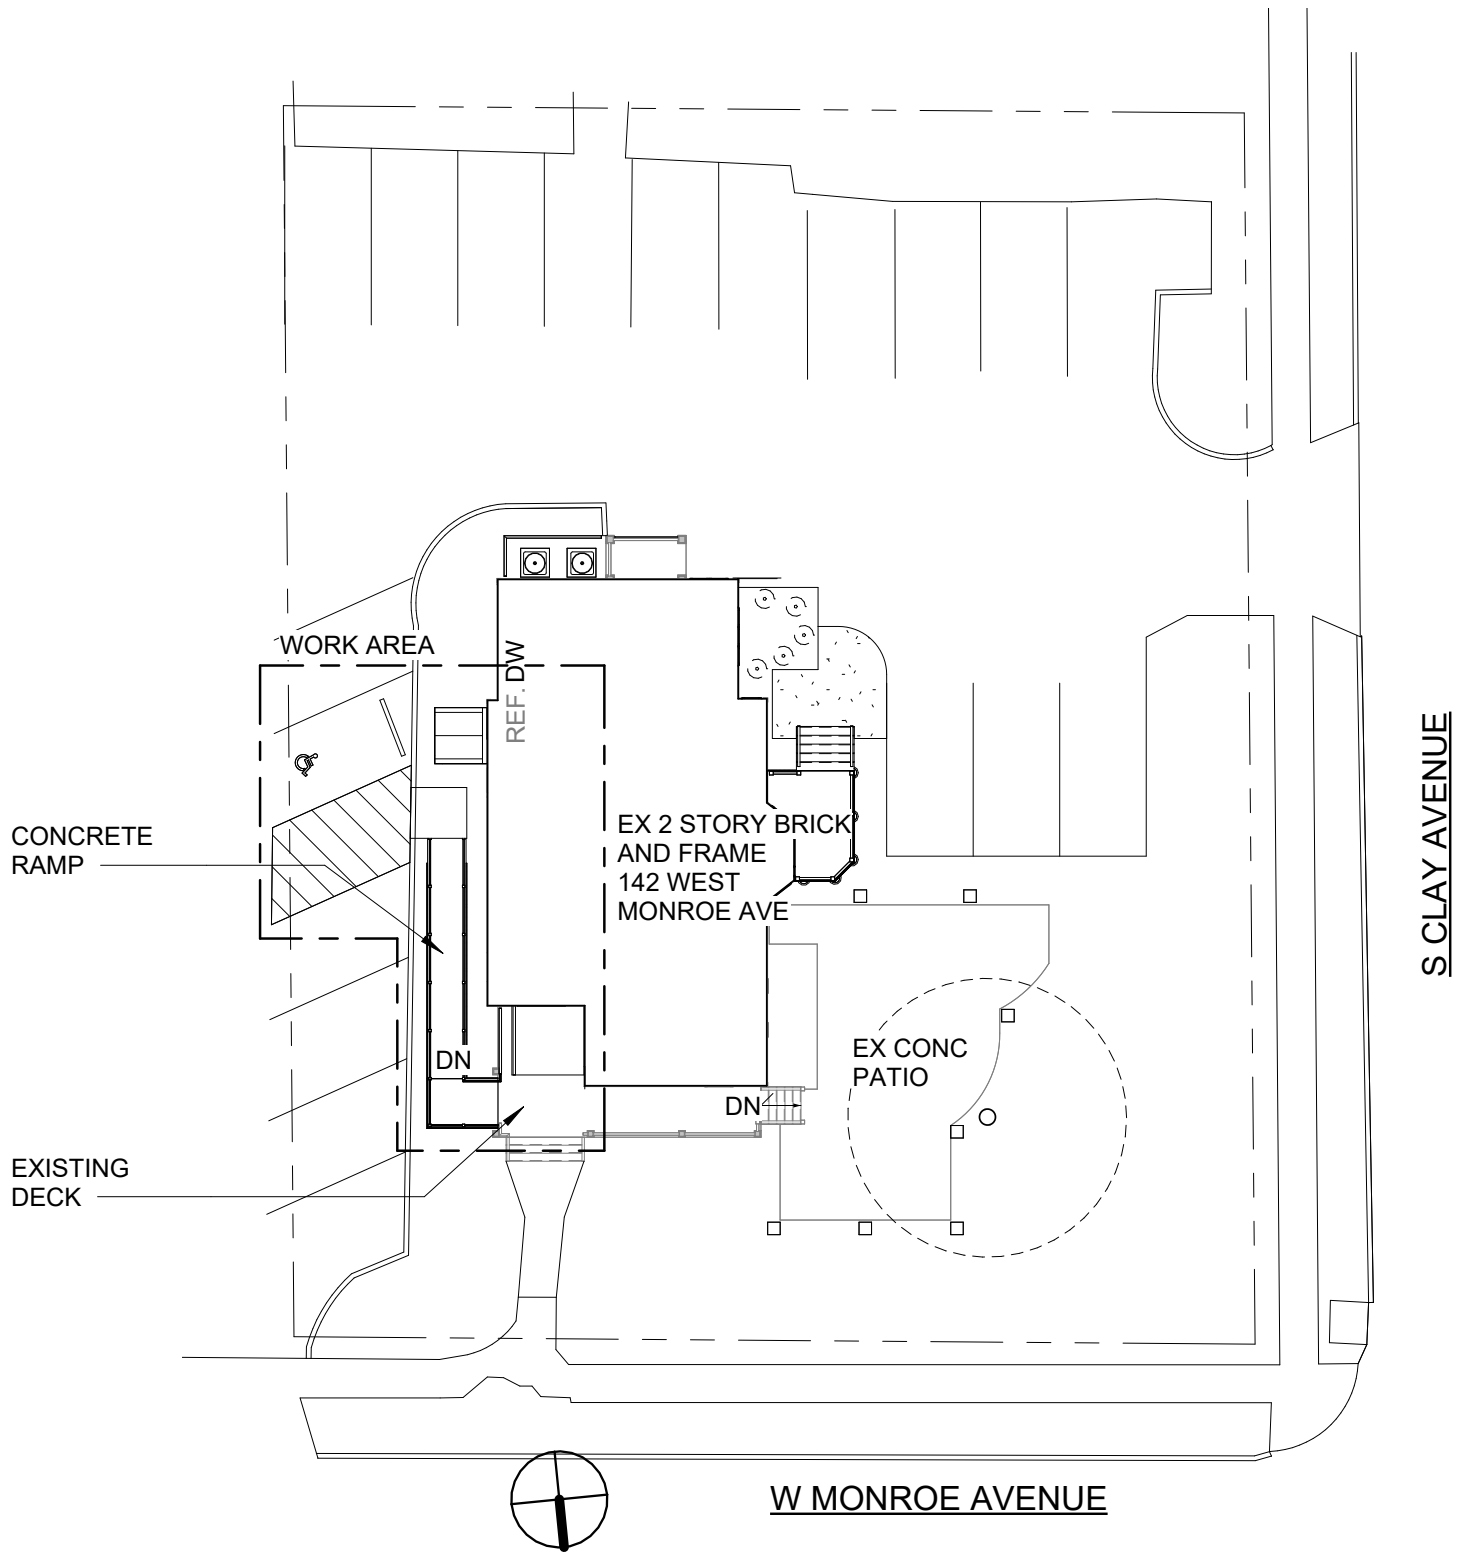 WORK AREA
REF. DW
CONCRETE
RAMP
EX 2 STORY BRICK
AND FRAME
142 WEST
MONROE AVE
S CLAY AVENUE
DN
EX CONC
PATIO
DN
EXISTING
DECK
W MONROE AVENUE